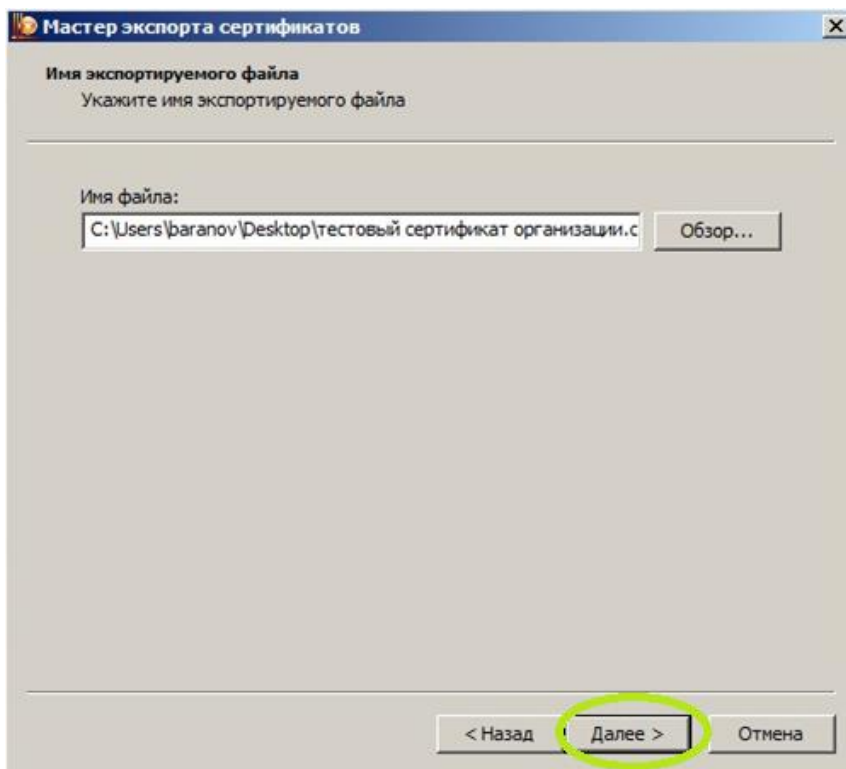 Мастер экспорта сертификатов
Имя экспортируемого файла
Укажите имя экспортируемого файла
Имя файла:
C:\Users\baranov\Desktop\тестовый сертификат организации.c
Обзор...
< Назад
Далее >
Отмена